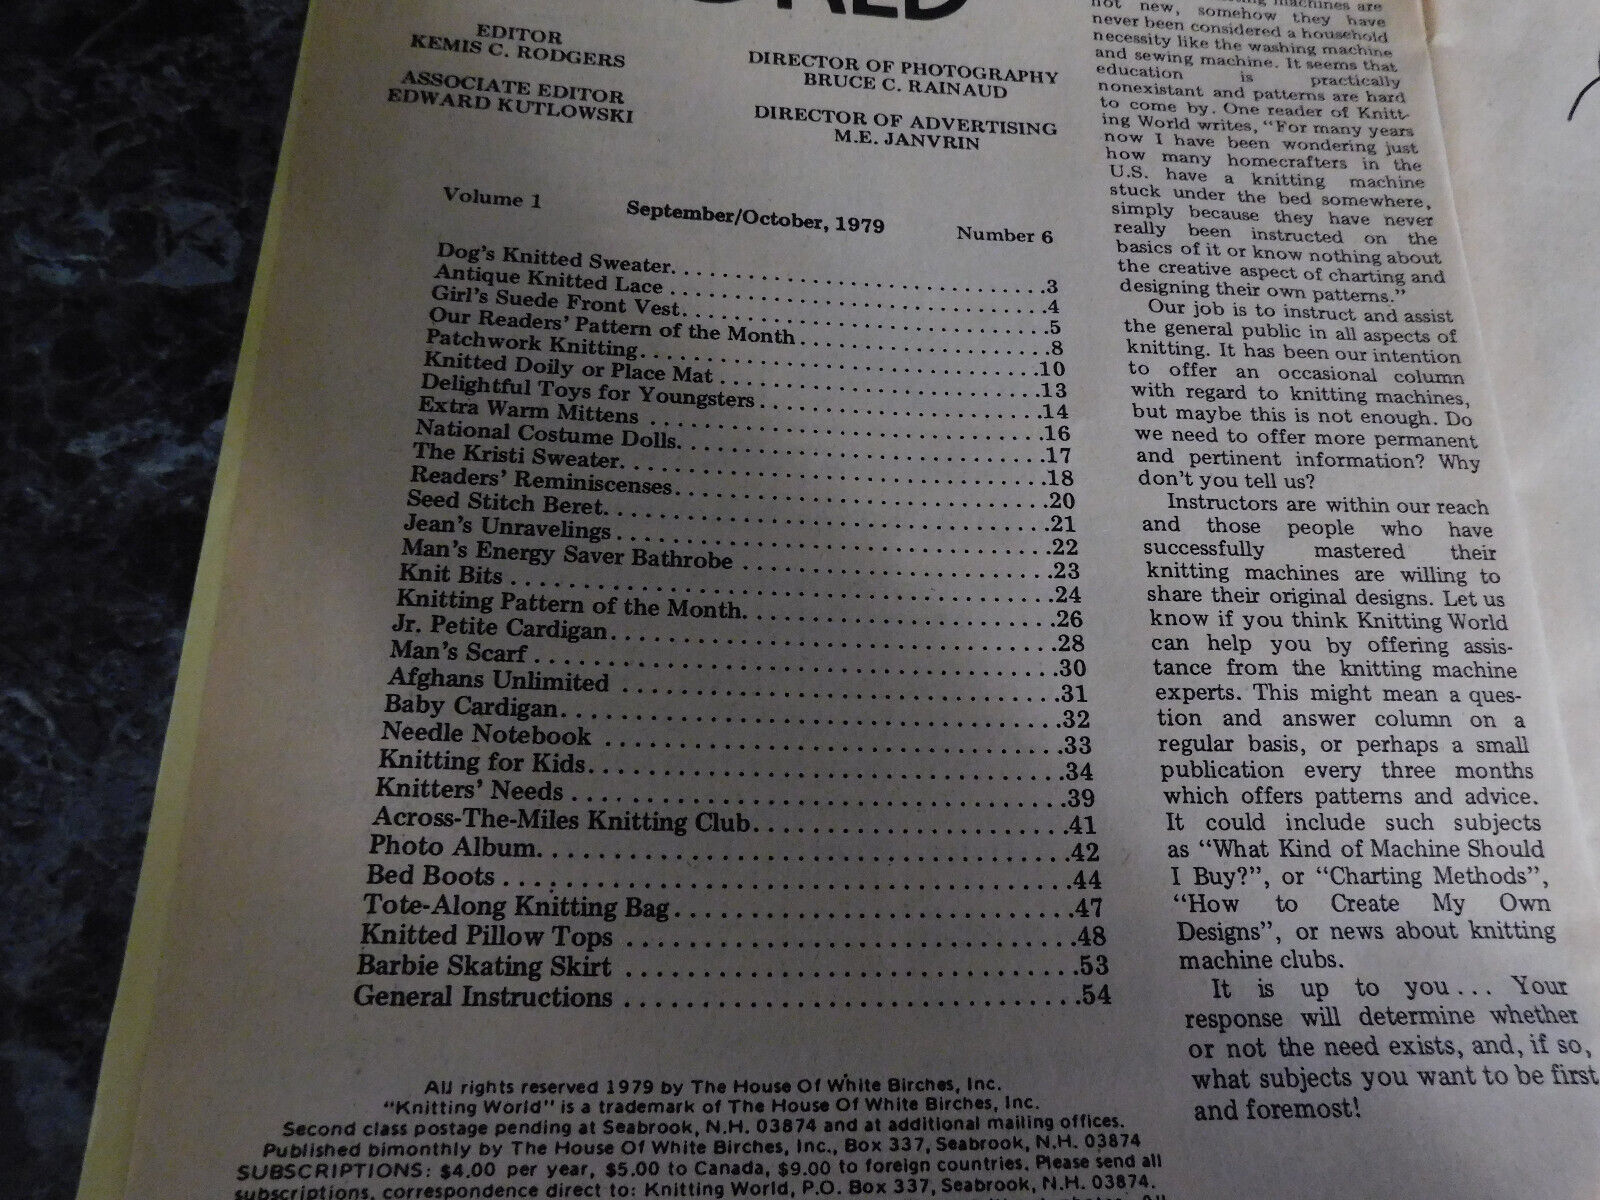 EDITOR
KEMIS C. RODGERS
ASSOCIATE EDITOR
EDWARD KUTLOWSKI
DIRECTOR OF PHOTOGRAPHY
BRUCE C. RAINAUD
DIRECTOR OF ADVERTISING
M.E. JANVRIN
Volume 1 September/October, 1979 Number 6
Dog's Knitted Sweater. . . . . . . . . . . . . . . . . . . . .3
Antique Knitted Lace . . . . . . . . . . . . . . . . . . . . .4
Girl's Suede Front Vest. . . . . . . . . . . . . . . . . . . . .5
Our Readers' Pattern of the Month . . . . . . . . . . . . . . .8
Patchwork Knitting. . . . . . . . . . . . . . . . . . . . .10
Knitted Doily or Place Mat . . . . . . . . . . . . . . . . . .13
Delightful Toys for Youngsters . . . . . . . . . . . . . . . .14
Extra Warm Mittens . . . . . . . . . . . . . . . . . . . . .16
National Costume Dolls. . . . . . . . . . . . . . . . . . . .17
The Kristi Sweater. . . . . . . . . . . . . . . . . . . . .18
Readers' Reminiscenses. . . . . . . . . . . . . . . . . . . .20
Seed Stitch Beret. . . . . . . . . . . . . . . . . . . . .21
Jean's Unravelings . . . . . . . . . . . . . . . . . . . . .22
Man's Energy Saver Bathrobe . . . . . . . . . . . . . . . . .23
Knit Bits . . . . . . . . . . . . . . . . . . . . . . . . .24
Knitting Pattern of the Month. . . . . . . . . . . . . . . . .26
Jr. Petite Cardigan. . . . . . . . . . . . . . . . . . . . .28
Man's Scarf . . . . . . . . . . . . . . . . . . . . . . . .30
Afghans Unlimited . . . . . . . . . . . . . . . . . . . . .31
Baby Cardigan. . . . . . . . . . . . . . . . . . . . . . .32
Needle Notebook . . . . . . . . . . . . . . . . . . . . . .33
Knitting for Kids. . . . . . . . . . . . . . . . . . . . . .34
Knitters' Needs . . . . . . . . . . . . . . . . . . . . . .39
Across-The-Miles Knitting Club. . . . . . . . . . . . . . . .41
Photo Album. . . . . . . . . . . . . . . . . . . . . . . .42
Bed Boots . . . . . . . . . . . . . . . . . . . . . . . . .44
Tote-Along Knitting Bag. . . . . . . . . . . . . . . . . . .47
Knitted Pillow Tops . . . . . . . . . . . . . . . . . . . .48
Barbie Skating Skirt . . . . . . . . . . . . . . . . . . . .53
General Instructions . . . . . . . . . . . . . . . . . . . .54
All rights reserved 1979 by The House Of White Birches, Inc.
"Knitting World" is a trademark of The House Of White Birches, Inc.
Second class postage pending at Seabrook, N.H. 03874 and at additional mailing offices.
Published bimonthly by The House Of White Birches, Inc., Box 337, Seabrook, N.H. 03874
SUBSCRIPTIONS: $4.00 per year, $5.00 to Canada, $9.00 to foreign countries. Please send all
subscriptions, correspondence direct to: Knitting World, P.O. Box 337, Seabrook, N.H. 03874.
machines are
not new, somehow they have
never been considered a household
necessity like the washing machine
and sewing machine. It seems that
education is practically
nonexistant and patterns are hard
to come by. One reader of Knitt-
ing World writes, "For many years
now I have been wondering just
how many homecrafters in the
U.S. have a knitting machine
stuck under the bed somewhere,
simply because they have never
really been instructed on the
basics of it or know nothing about
the creative aspect of charting and
designing their own patterns."
Our job is to instruct and assist
the general public in all aspects of
knitting. It has been our intention
to offer an occasional column
with regard to knitting machines,
but maybe this is not enough. Do
we need to offer more permanent
and pertinent information? Why
don't you tell us?
Instructors are within our reach
and those people who have
successfully mastered their
knitting machines are willing to
share their original designs. Let us
know if you think Knitting World
can help you by offering assis-
tance from the knitting machine
experts. This might mean a ques-
tion and answer column on a
regular basis, or perhaps a small
publication every three months
which offers patterns and advice.
It could include such subjects
as "What Kind of Machine Should
I Buy?", or "Charting Methods",
"How to Create My Own
Designs", or news about knitting
machine clubs.
It is up to you... Your
response will determine whether
or not the need exists, and, if so,
what subjects you want to be first
and foremost!